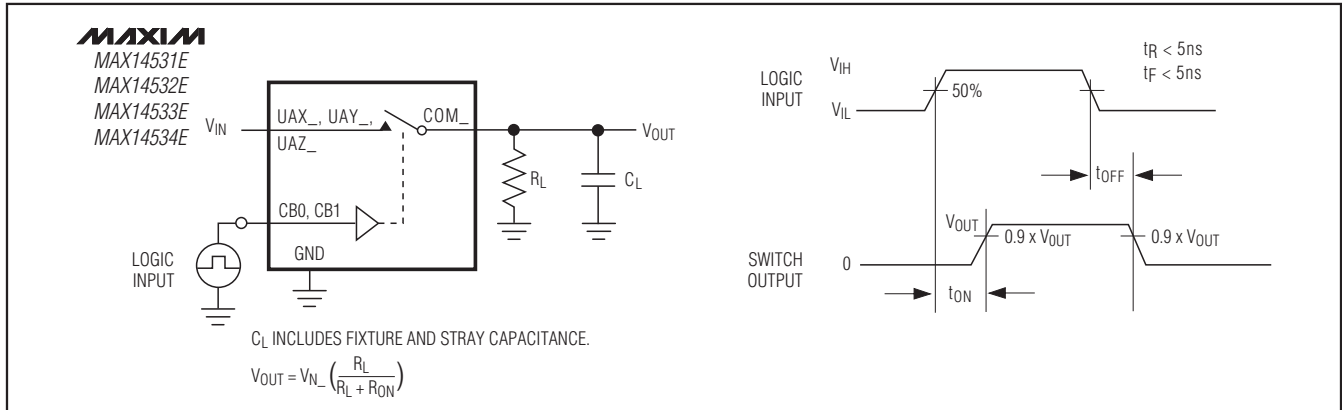 MAXIM
MAX14531E
MAX14532E
MAX14533E
MAX14534E
VIN
UAX_, UAY_,
UAZ_
COM_
VOUT
RL
CL
CB0, CB1
GND
LOGIC
INPUT
CL INCLUDES FIXTURE AND STRAY CAPACITANCE.
VOUT = VN_ (RL / RL + RON)
LOGIC
INPUT
VIH
VIL
50%
tR < 5ns
tF < 5ns
tOFF
SWITCH
OUTPUT
VOUT
0
0.9 x VOUT
0.9 x VOUT
tON